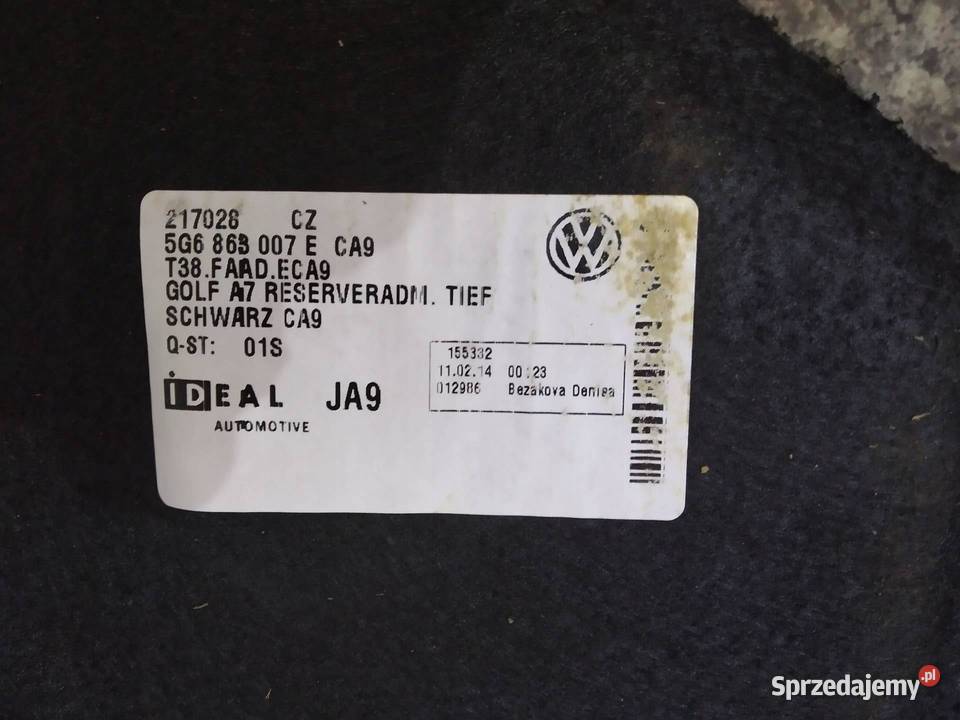 217028 CZ
5G6 863 007 E CA9
T38.FAAD.ECA9
GOLF A7 RESERVERADM. TIEF
SCHWARZ CA9
Q-ST: 01S
155332
11.02.14 00:23
012986 Bezakova Denisa
iDEAL JA9
AUTOMOTIVE
VW
Sprzedajemy.pl